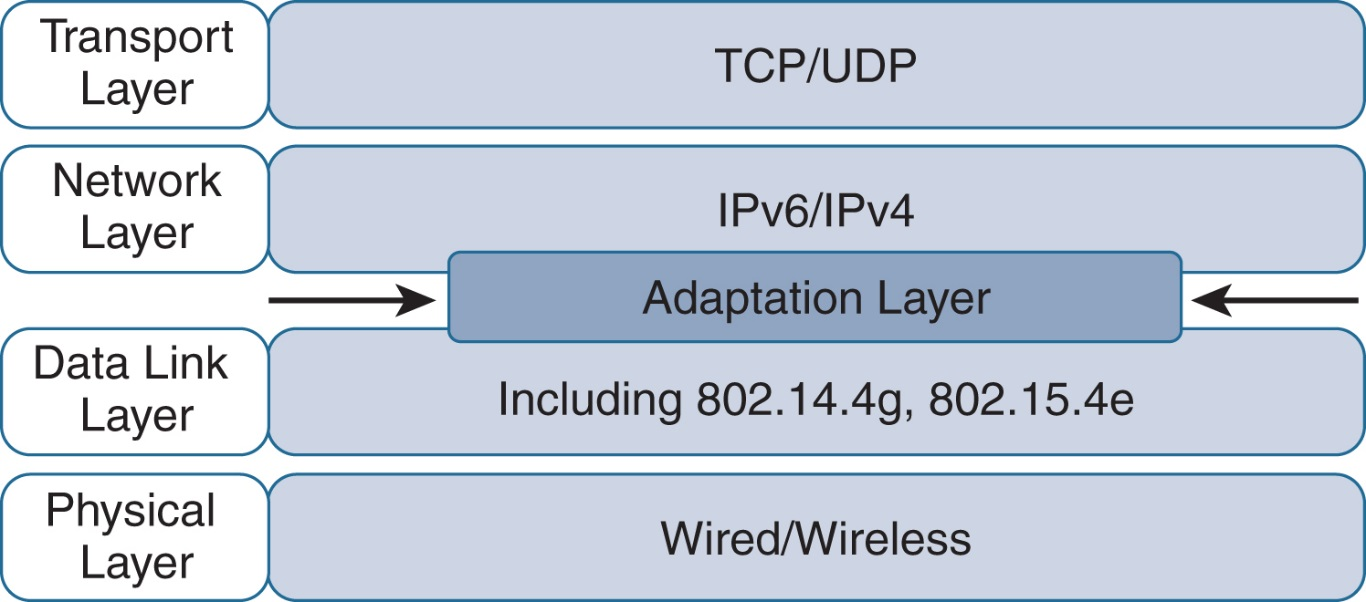 Transport
Layer
TCP/UDP
Network
Layer
IPv6/IPv4
Adaptation Layer
Data Link
Layer
Including 802.14.4g, 802.15.4e
Physical
Layer
Wired/Wireless